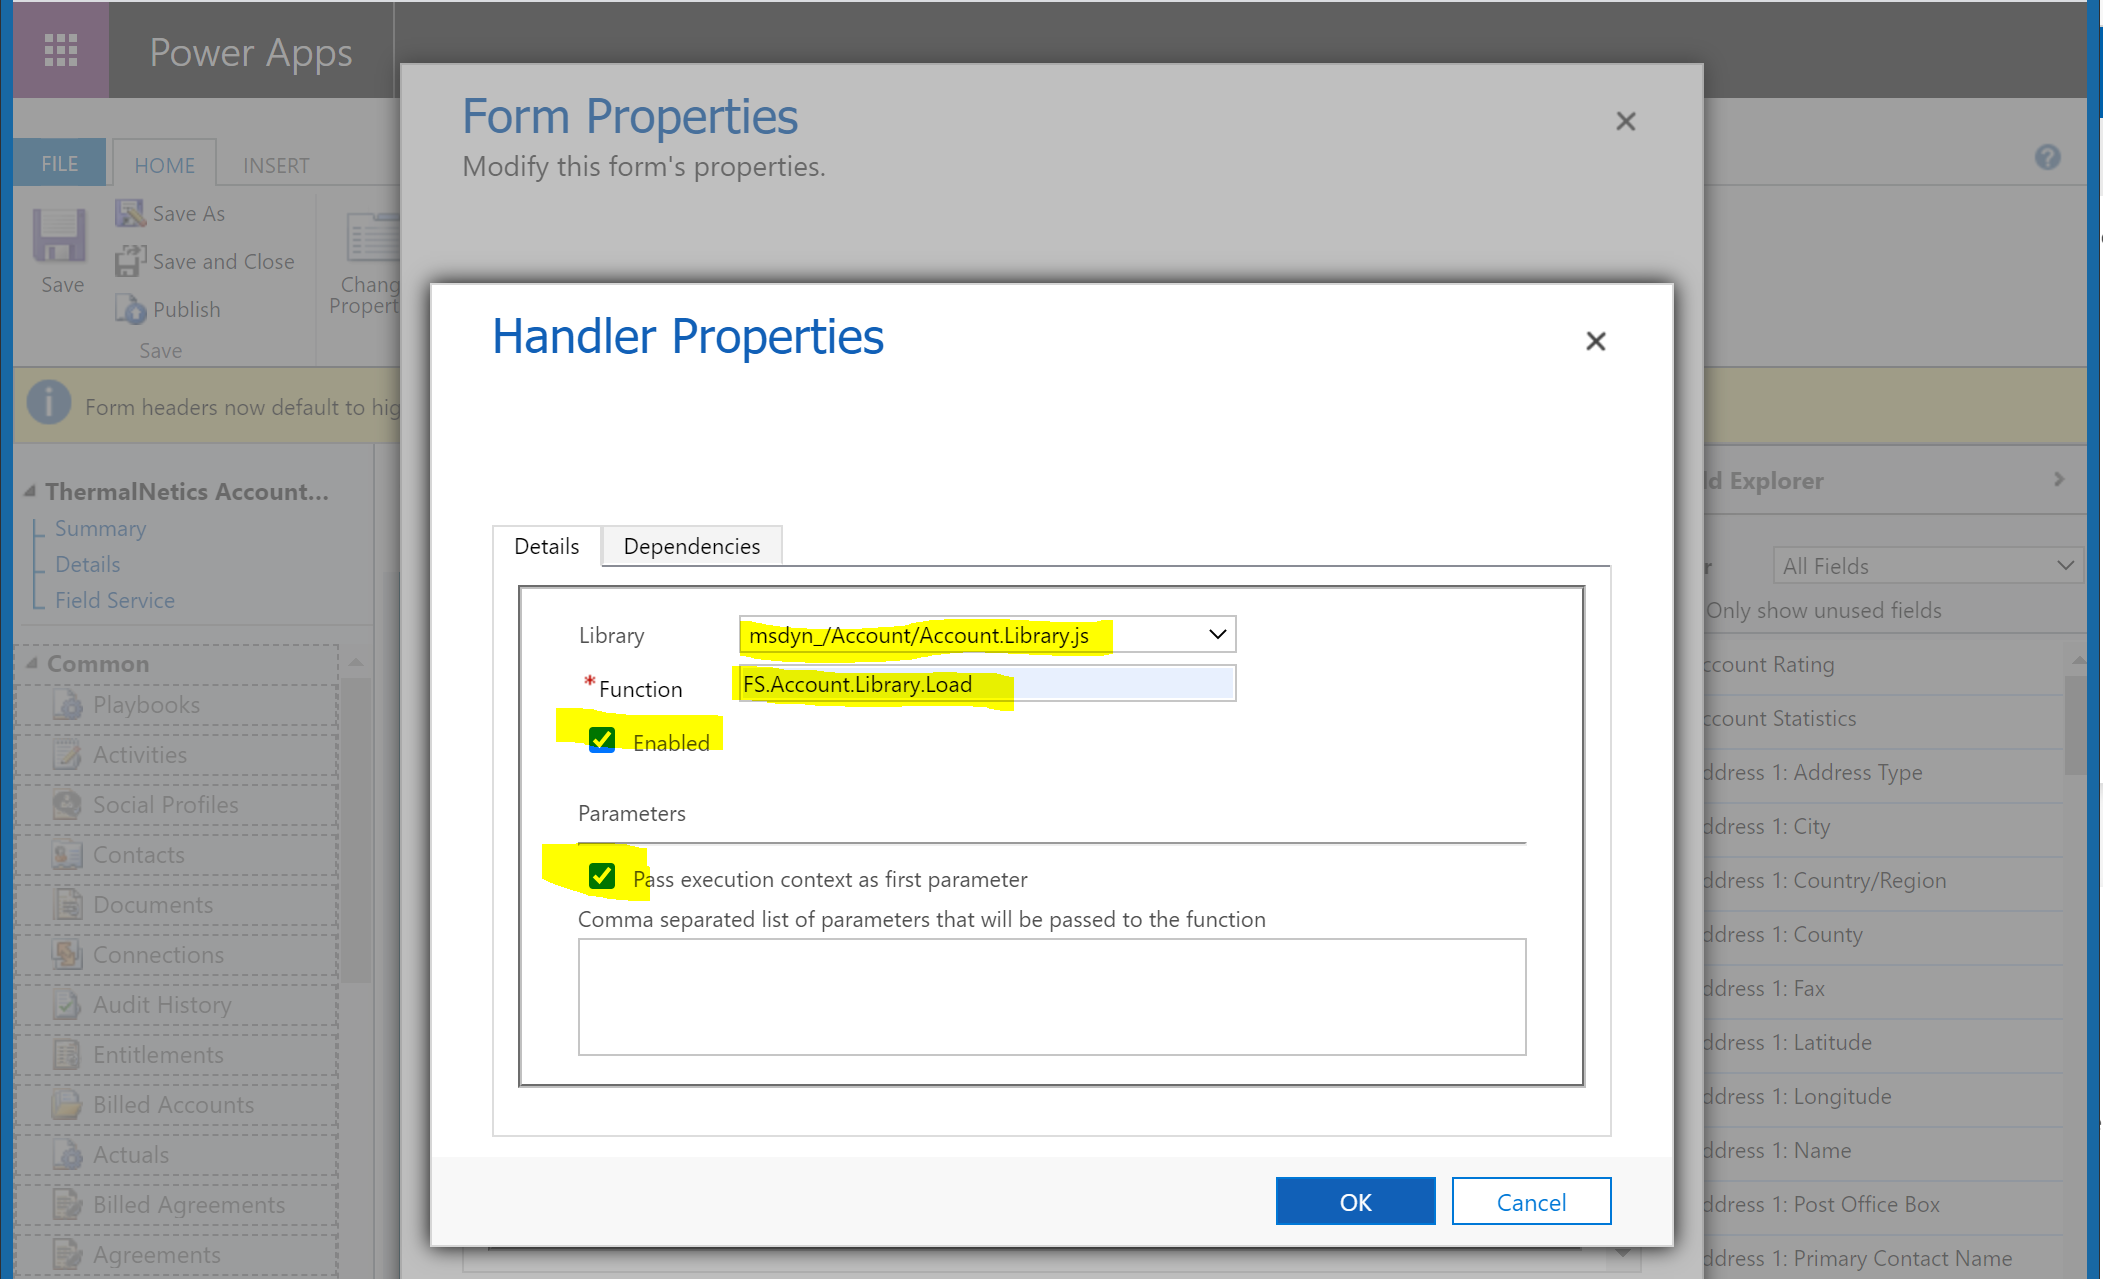 Power Apps
FILE
HOME
INSERT
Save
Save As
Save and Close
Publish
Save
Chang
Propert
Form headers now default to hig
ThermalNetics Account...
Summary
Details
Field Service
Common
Playbooks
Activities
Social Profiles
Contacts
Documents
Connections
Audit History
Entitlements
Billed Accounts
Actuals
Billed Agreements
Agreements
Form Properties
Modify this form's properties.
Handler Properties
Details
Dependencies
Library
msdyn_/Account/Account.Library.js
*Function
FS.Account.Library.Load
Enabled
Parameters
Pass execution context as first parameter
Comma separated list of parameters that will be passed to the function
OK
Cancel
ld Explorer
r
All Fields
Only show unused fields
ccount Rating
ccount Statistics
ddress 1: Address Type
ddress 1: City
ddress 1: Country/Region
ddress 1: County
ddress 1: Fax
ddress 1: Latitude
ddress 1: Longitude
ddress 1: Name
ddress 1: Post Office Box
ddress 1: Primary Contact Name